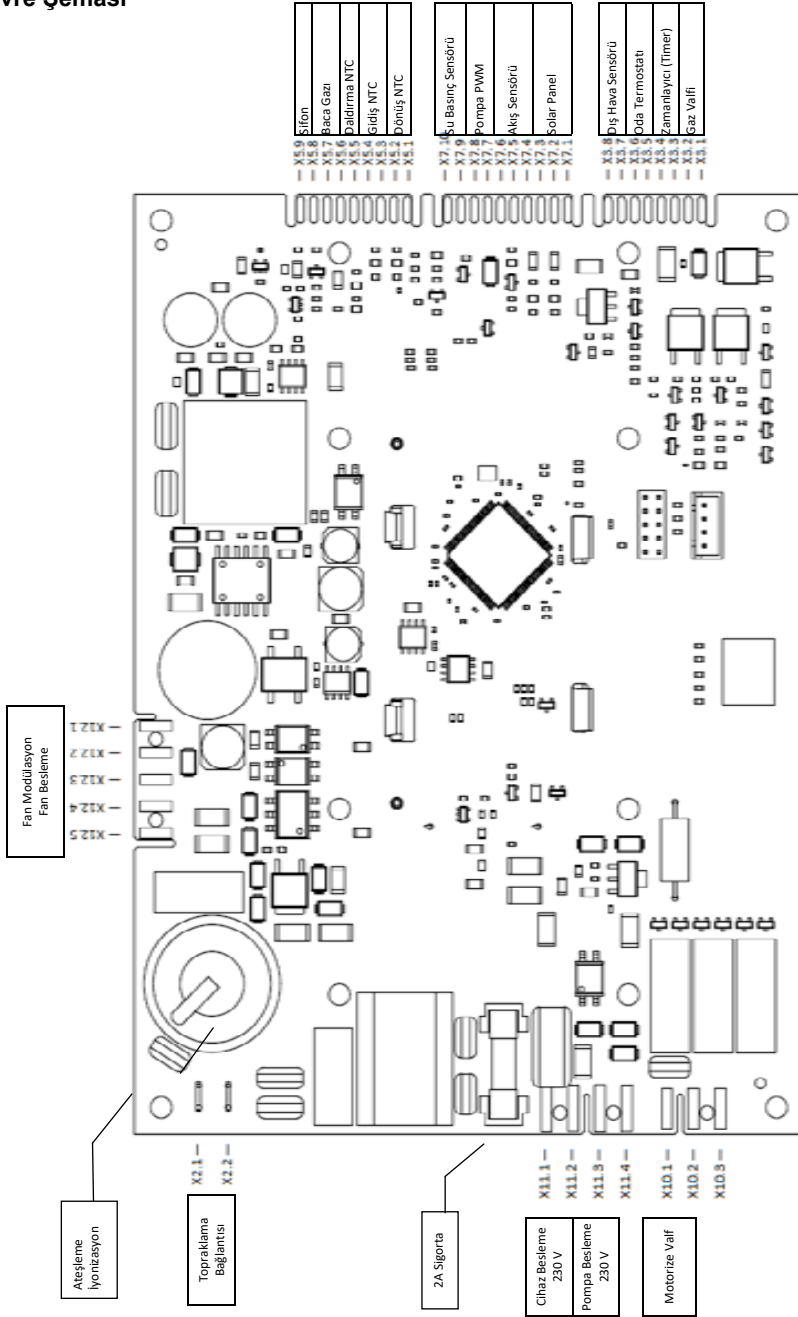 vre Şeması
Sifon
Baca Gazı
Daldırma NTC
Gidiş NTC
Dönüş NTC
X5.9
X5.8
X5.7
X5.6
X5.5
X5.4
X5.3
X5.2
X5.1
Su Basınç Sensörü
Pompa PWM
Akış Sensörü
Solar Panel
X7.10
X7.9
X7.8
X7.7
X7.6
X7.5
X7.4
X7.3
X7.2
X7.1
Dış Hava Sensörü
Oda Termostatı
Zamanlayıcı (Timer)
Gaz Valfi
X3.8
X3.7
X3.6
X3.5
X3.4
X3.3
X3.2
X3.1
Fan Modülasyon
Fan Besleme
X12.1
X12.2
X12.3
X12.4
X12.5
Ateşleme
İyonizasyon
X2.1
X2.2
Topraklama
Bağlantısı
2A Sigorta
X11.1
X11.2
X11.3
X11.4
Cihaz Besleme
230 V
Pompa Besleme
230 V
X10.1
X10.2
X10.3
Motorize Valf